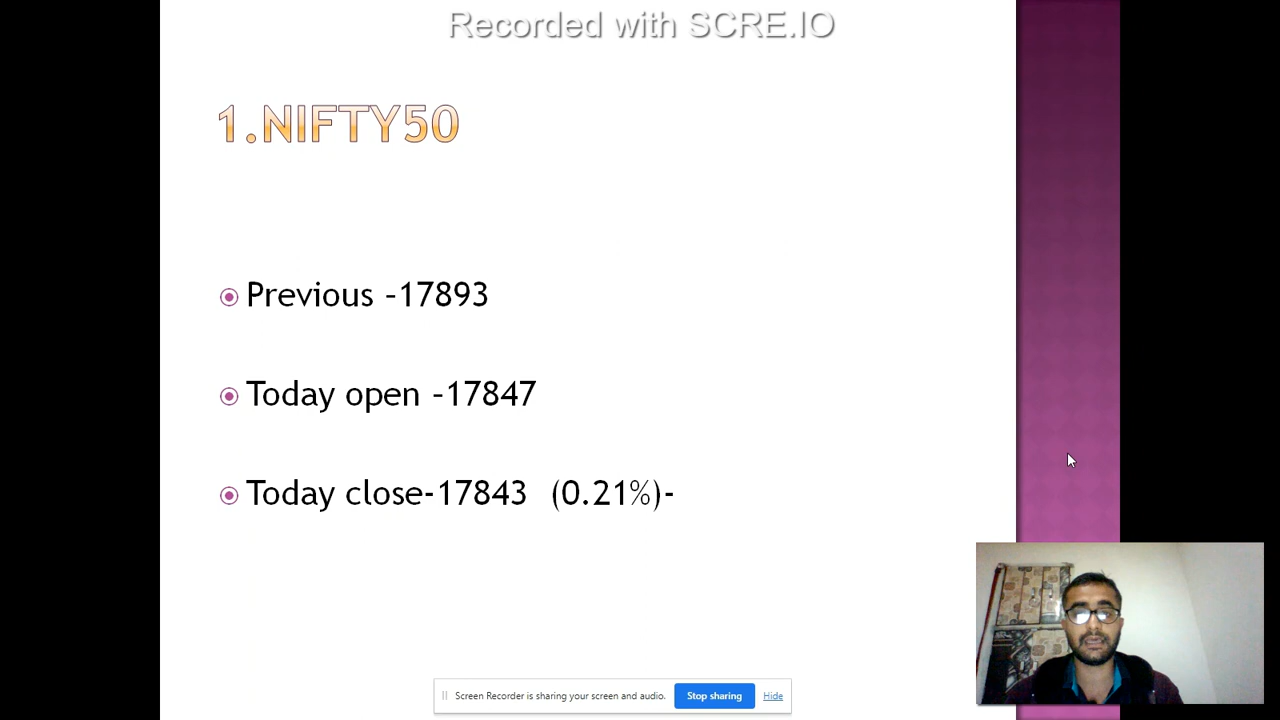 Recorded with SCRE.IO
1.NIFTY50
Previous -17893
Today open -17847
Today close-17843 (0.21%)-
Screen Recorder is sharing your screen and audio. Stop sharing Hide